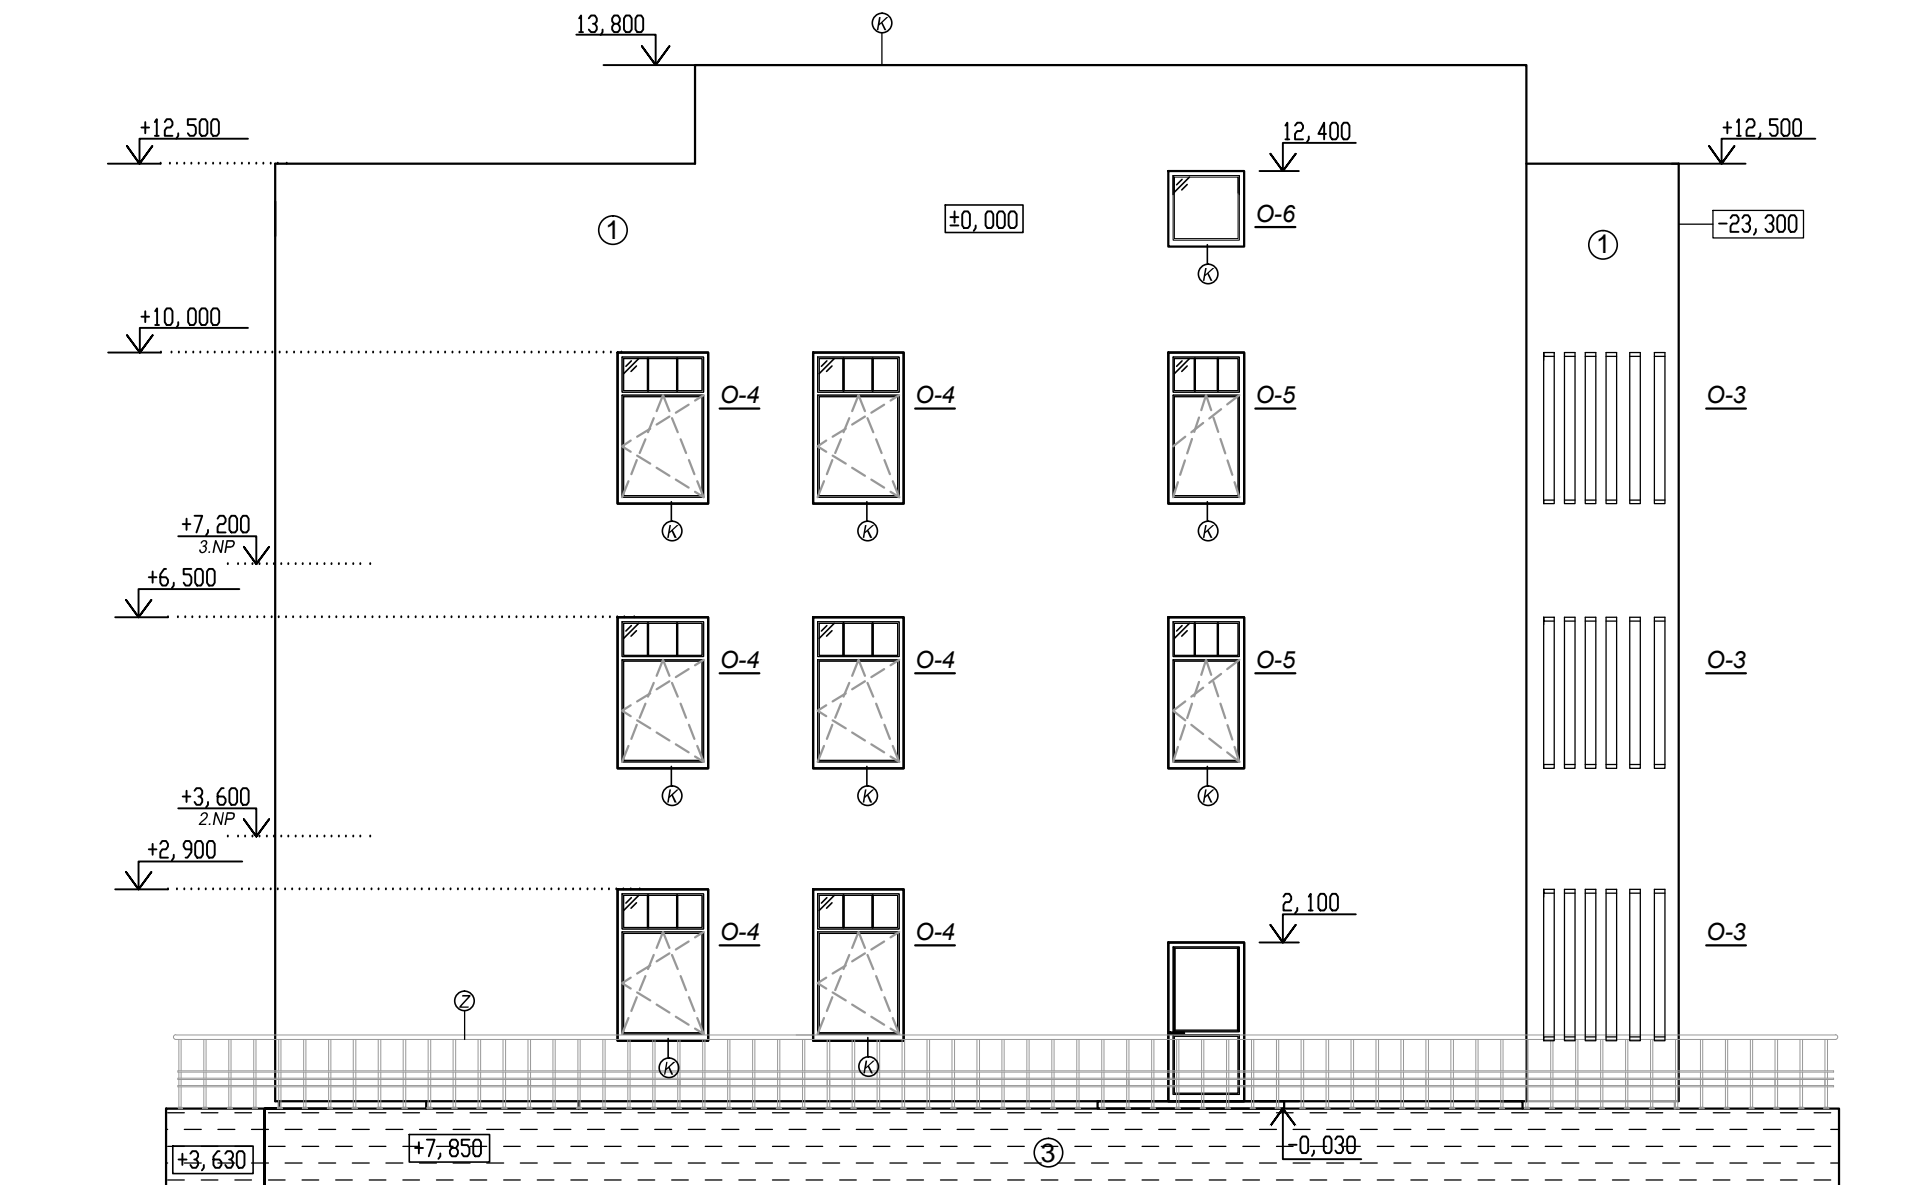 13,800
K
+12,500
12,400
+12,500
O-6
±0,000
-23,300
1
1
K
+10,000
O-4
O-4
O-5
O-3
+7,200
3.NP
K
K
K
+6,500
O-4
O-4
O-5
O-3
+3,600
2.NP
K
K
K
+2,900
2,100
O-4
O-4
O-3
Z
K
K
+3,630
+7,850
3
-0,030